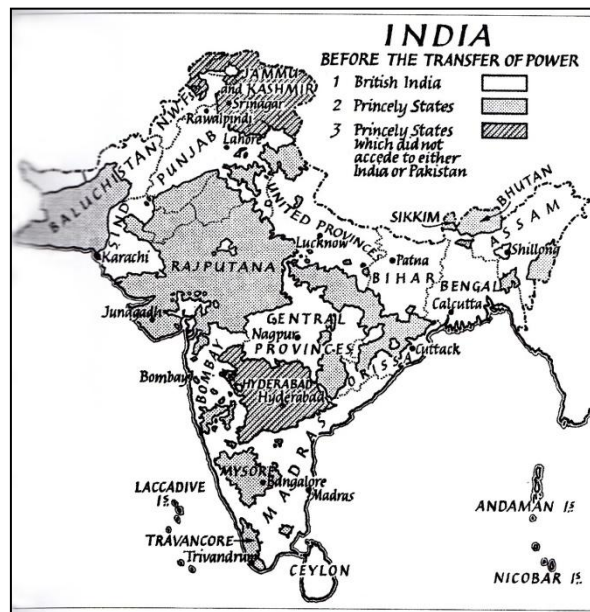 INDIA
BEFORE THE TRANSFER OF POWER
1 British India
2 Princely States
3 Princely States
which did not
accede to either
India or Pakistan
JAMMU
and KASHMIR
Srinagar
N.W.F.P.
Rawalpindi
PUNJAB
Lahore
BALUCHISTAN
SIND
Karachi
RAJPUTANA
UNITED PROVINCES
Lucknow
SIKKIM
BHUTAN
ASSAM
Shillong
Patna
BIHAR
BENGAL
Calcutta
Junagadh
CENTRAL
Nagpur
PROVINCES
Cuttack
ORISSA
Bombay
BOMBAY
HYDERABAD
Hyderabad
MYSORE
Bangalore
MADRAS
Madras
LACCADIVE
Is
TRAVANCORE
Trivandrum
CEYLON
ANDAMAN Is
NICOBAR Is